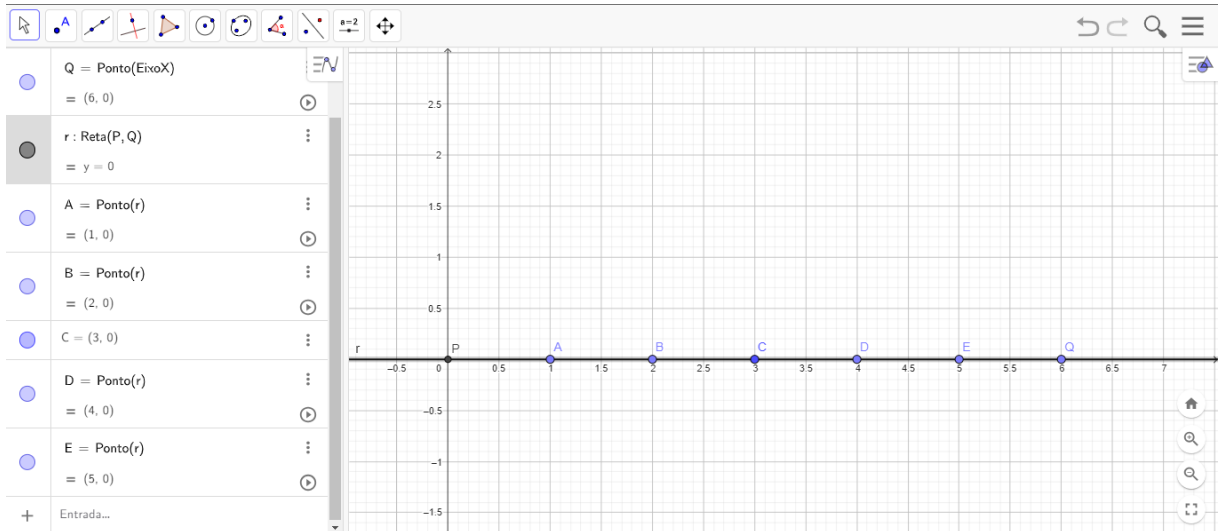 A
a=2
Q = Ponto(EixoX)
= (6, 0)
r : Reta(P, Q)
= y = 0
A = Ponto(r)
= (1, 0)
B = Ponto(r)
= (2, 0)
C = (3, 0)
D = Ponto(r)
= (4, 0)
E = Ponto(r)
= (5, 0)
+ Entrada...
2.5
2
1.5
1
0.5
r P A B C D E Q
−0.5 0 0.5 1 1.5 2 2.5 3 3.5 4 4.5 5 5.5 6 6.5 7
−0.5
−1
−1.5